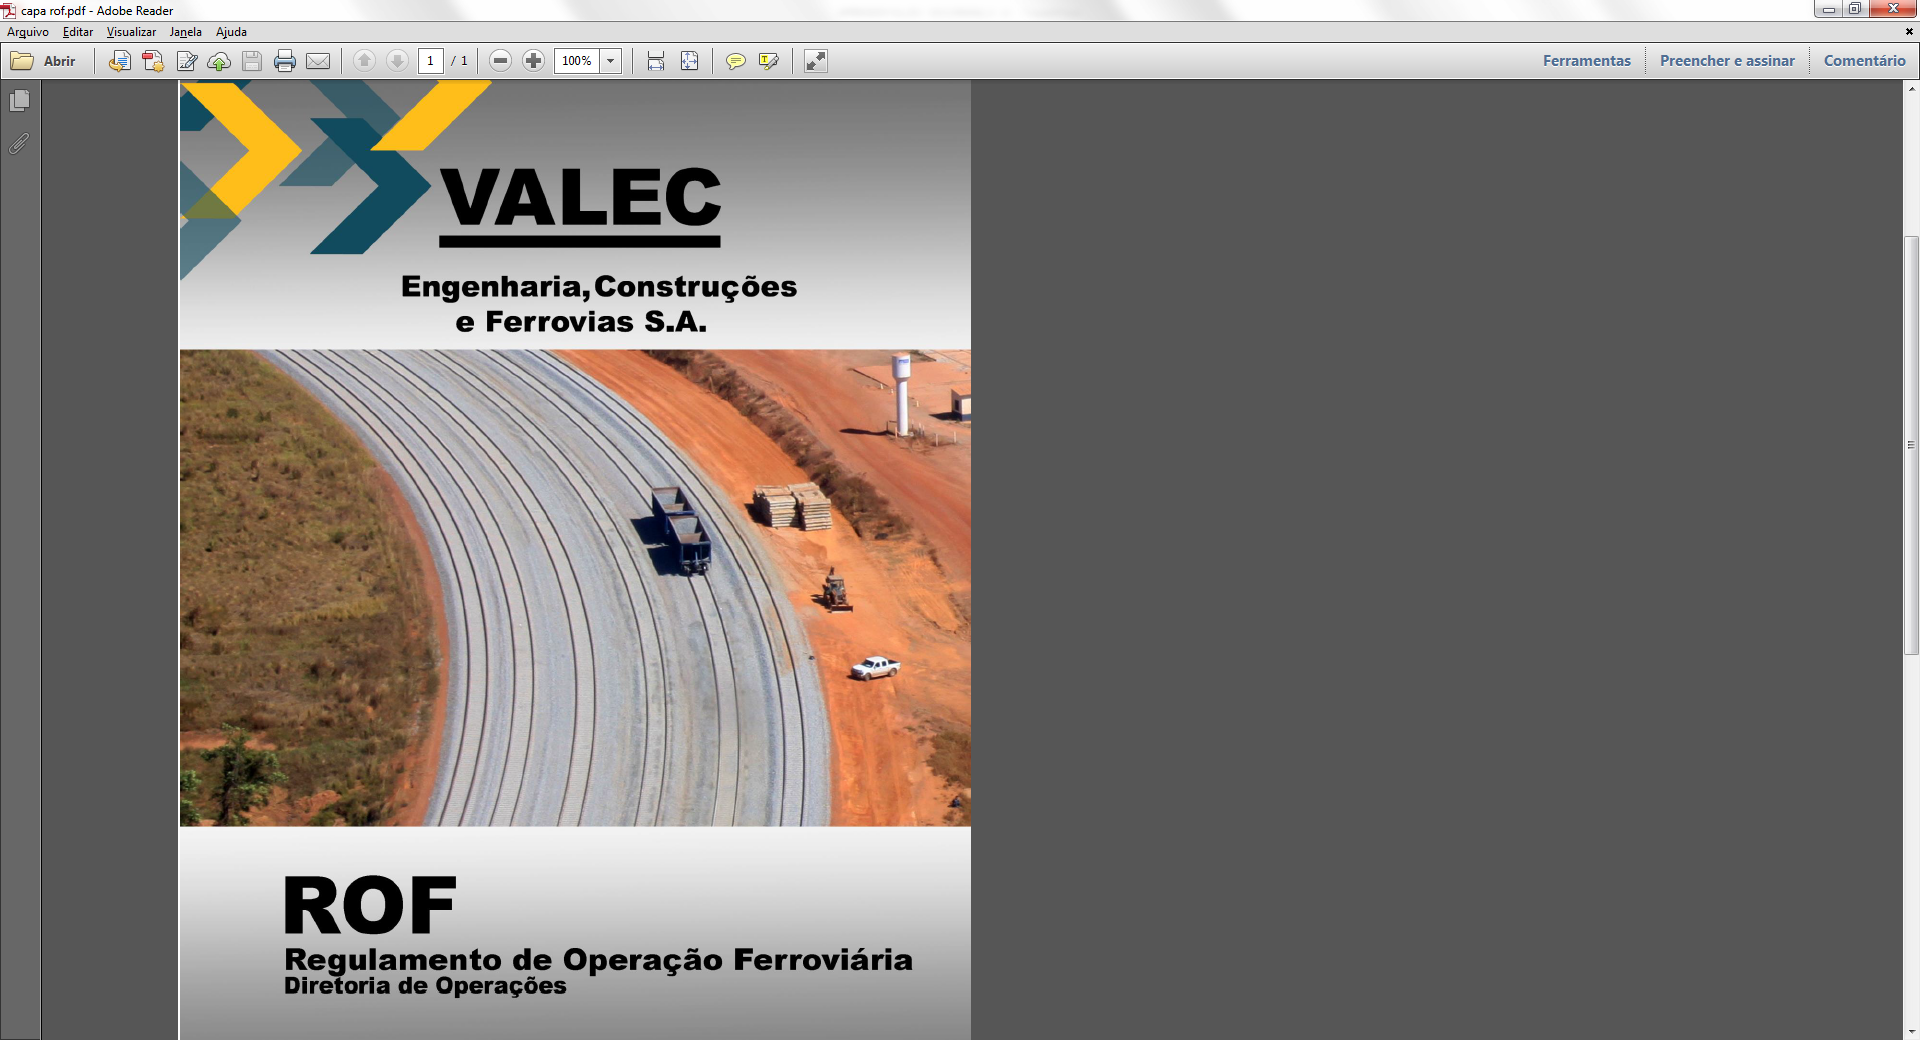 capa rof.pdf - Adobe Reader
Arquivo Editar Visualizar Janela Ajuda
Abrir 1 / 1 100% Ferramentas Preencher e assinar Comentário
VALEC
Engenharia, Construções
e Ferrovias S.A.
ROF
Regulamento de Operação Ferroviária
Diretoria de Operações